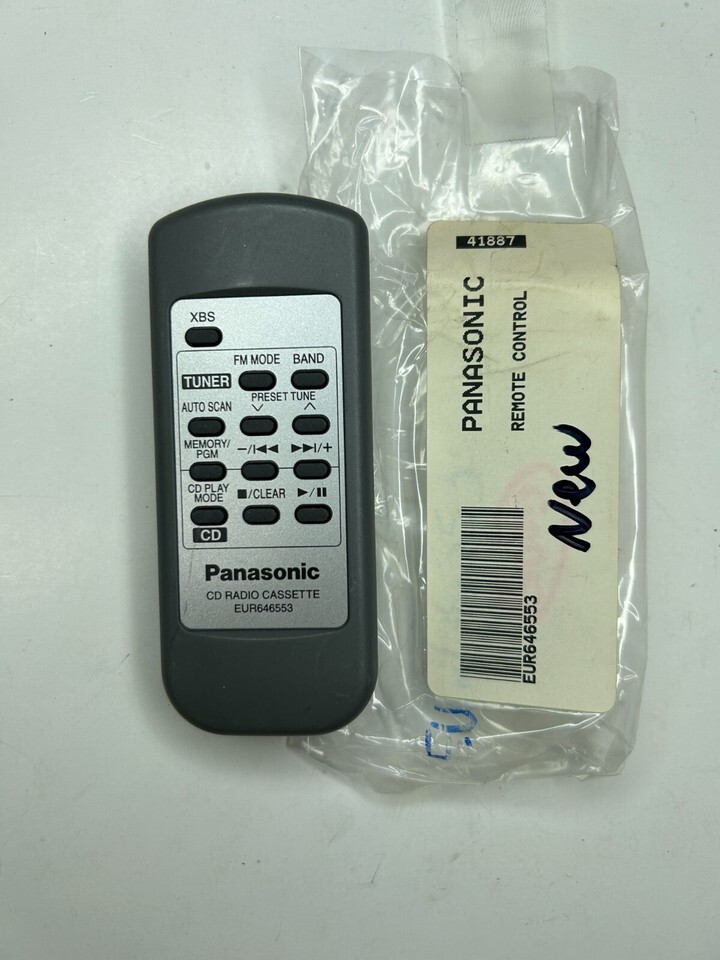 XBS
FM MODE BAND
TUNER
PRESET TUNE
AUTO SCAN ∨ ∧
MEMORY/
PGM
−/I◀◀ ▶▶I/+
CD PLAY
MODE
■/CLEAR ▶/II
CD
Panasonic
CD RADIO CASSETTE
EUR646553
41887
PANASONIC
REMOTE CONTROL
New
EUR646553